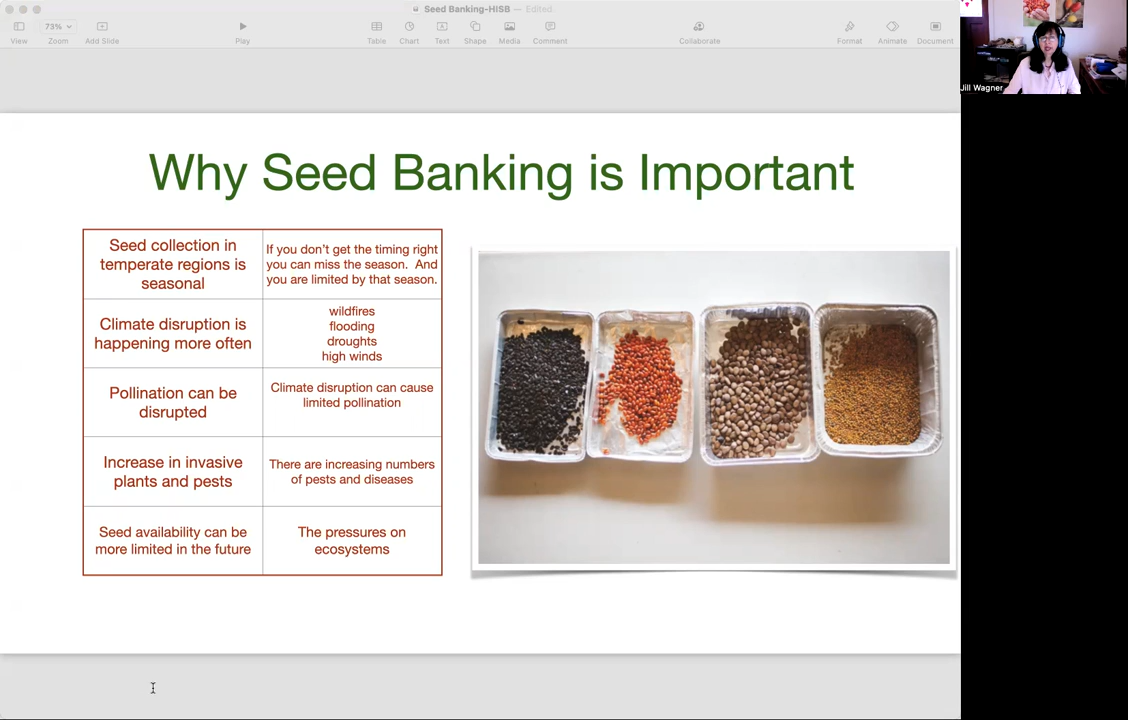 Seed Banking-HISB — Edited
73%
View
Zoom
Add Slide
Play
Table
Chart
Text
Shape
Media
Comment
Collaborate
Format
Animate
Document
Jill Wagner
Why Seed Banking is Important
Seed collection in
temperate regions is
seasonal
If you don't get the timing right
you can miss the season. And
you are limited by that season.
Climate disruption is
happening more often
wildfires
flooding
droughts
high winds
Pollination can be
disrupted
Climate disruption can cause
limited pollination
Increase in invasive
plants and pests
There are increasing numbers
of pests and diseases
Seed availability can be
more limited in the future
The pressures on
ecosystems